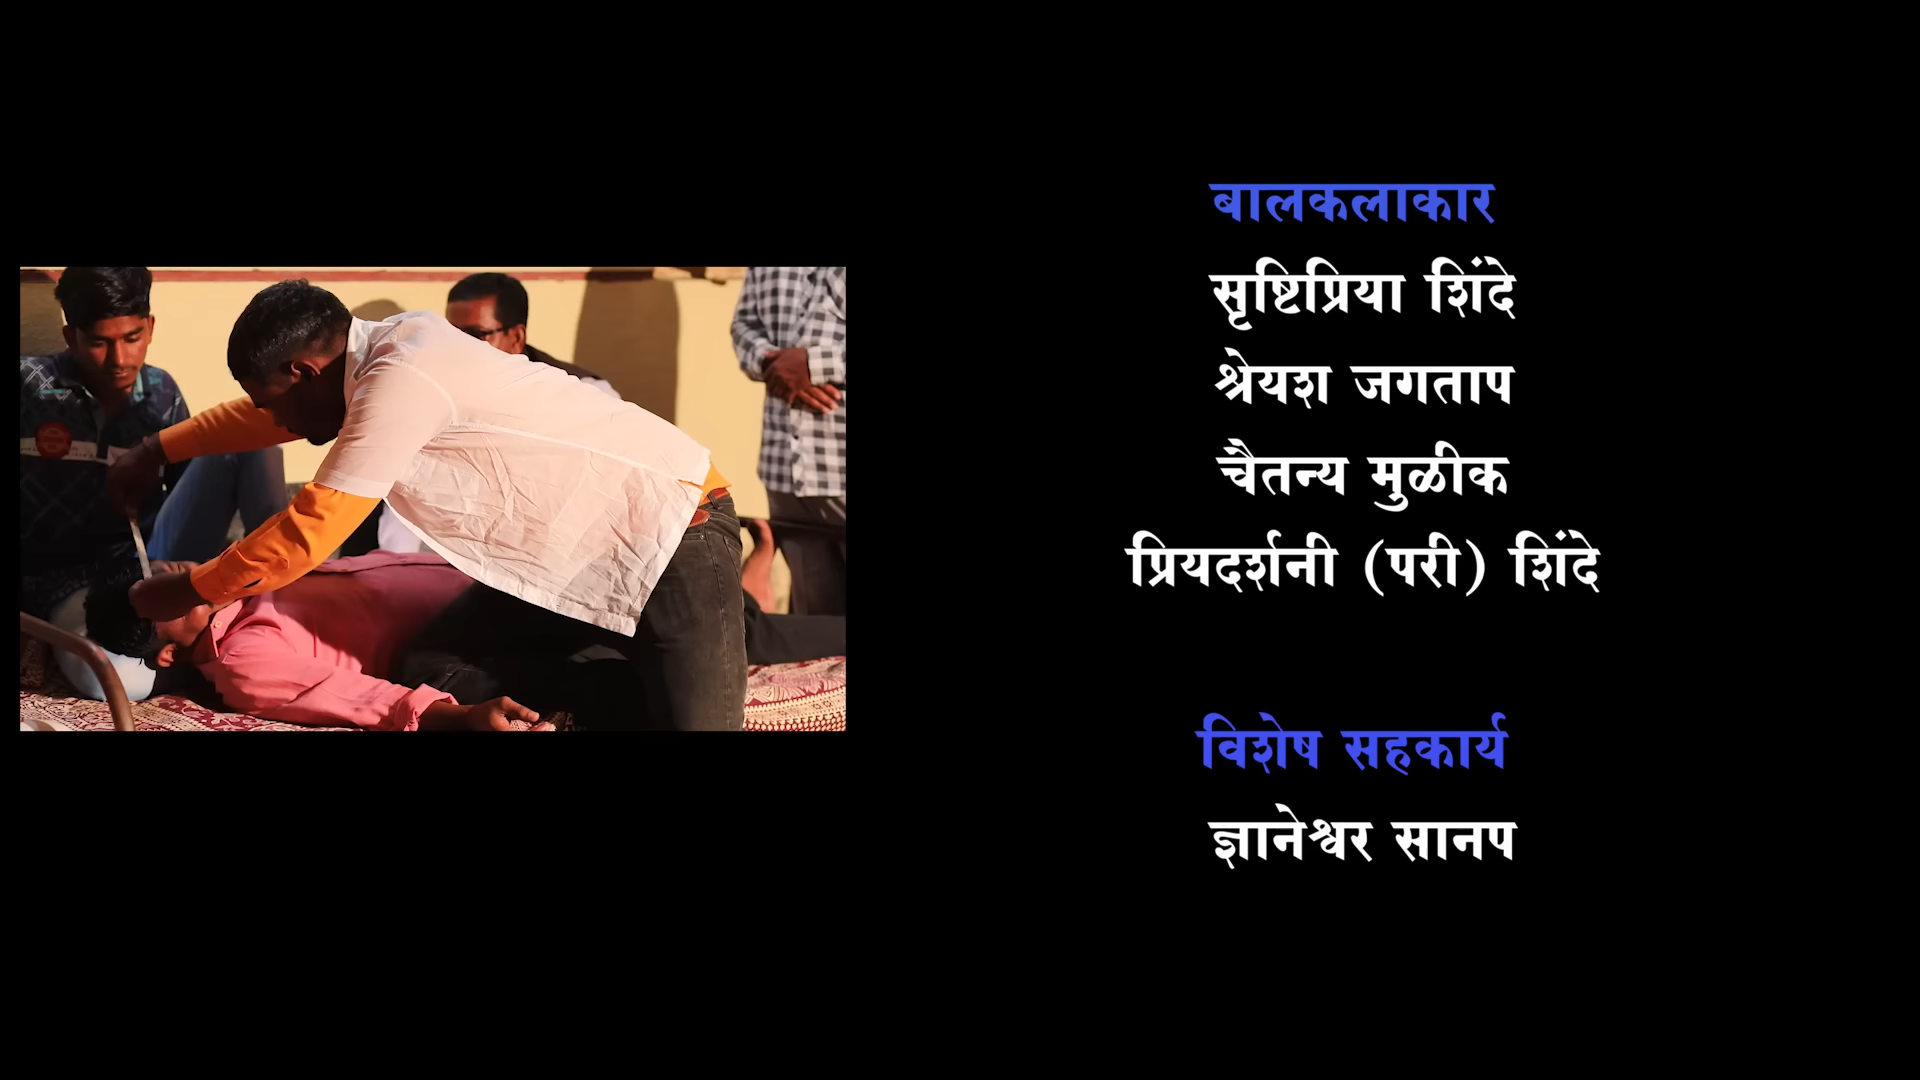 बालकलाकार
सृष्टिप्रिया शिंदे
श्रेयश जगताप
चैतन्य मुळीक
प्रियदर्शनी (परी) शिंदे
विशेष सहकार्य
ज्ञानेश्वर सानप